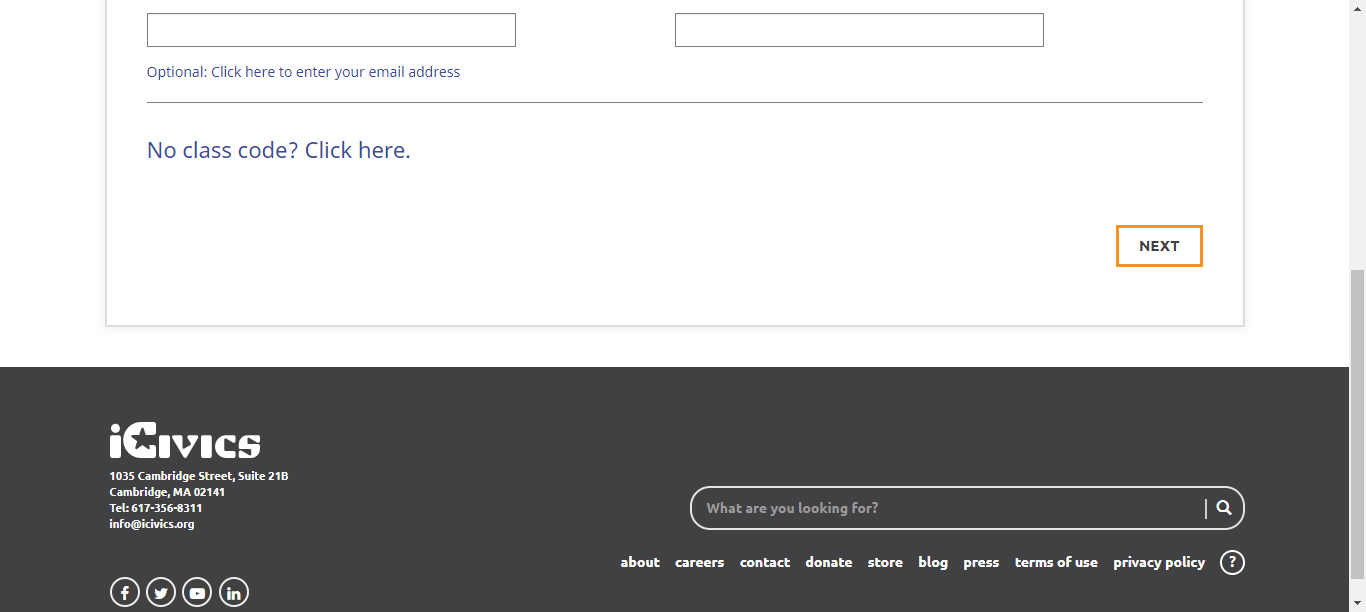 Optional: Click here to enter your email address
No class code? Click here.
NEXT
iCivics
1035 Cambridge Street, Suite 21B
Cambridge, MA 02141
Tel: 617-356-8311
info@icivics.org
What are you looking for?
about careers contact donate store blog press terms of use privacy policy ?